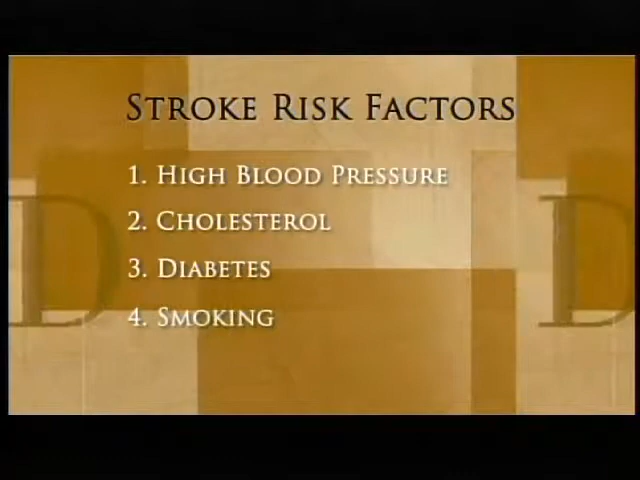 STROKE RISK FACTORS
1. HIGH BLOOD PRESSURE
2. CHOLESTEROL
3. DIABETES
4. SMOKING
D D